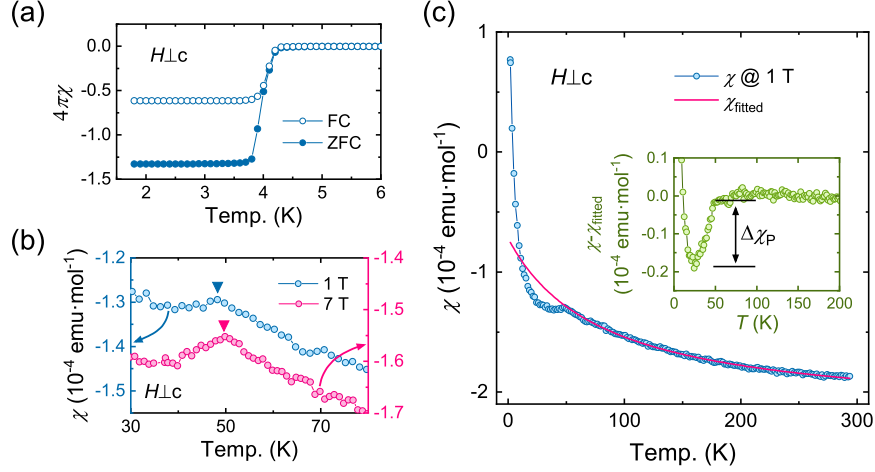 (a)
H⊥c
4πχ
0.0
-0.5
-1.0
-1.5
FC
ZFC
2 3 4 5 6
Temp. (K)
(b)
χ (10⁻⁴ emu·mol⁻¹)
-1.2
-1.3
-1.4
-1.5
1 T
7 T
-1.4
-1.5
-1.6
-1.7
H⊥c
30 40 50 60 70
Temp. (K)
(c)
χ (10⁻⁴ emu·mol⁻¹)
1
0
-1
-2
H⊥c
χ @ 1 T
χfitted
χ-χfitted
(10⁻⁴ emu·mol⁻¹)
0.1
0.0
-0.1
-0.2
ΔχP
0 50 100 150 200
T (K)
0 100 200 300
Temp. (K)